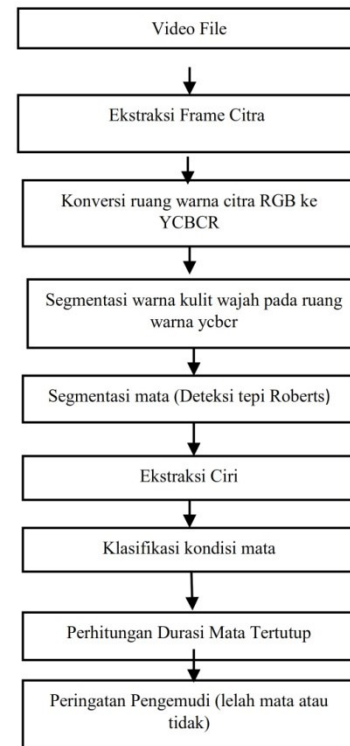 Video File
Ekstraksi Frame Citra
Konversi ruang warna citra RGB ke
YCBCR
Segmentasi warna kulit wajah pada ruang
warna ycbcr
Segmentasi mata (Deteksi tepi Roberts)
Ekstraksi Ciri
Klasifikasi kondisi mata
Perhitungan Durasi Mata Tertutup
Peringatan Pengemudi (lelah mata atau
tidak)